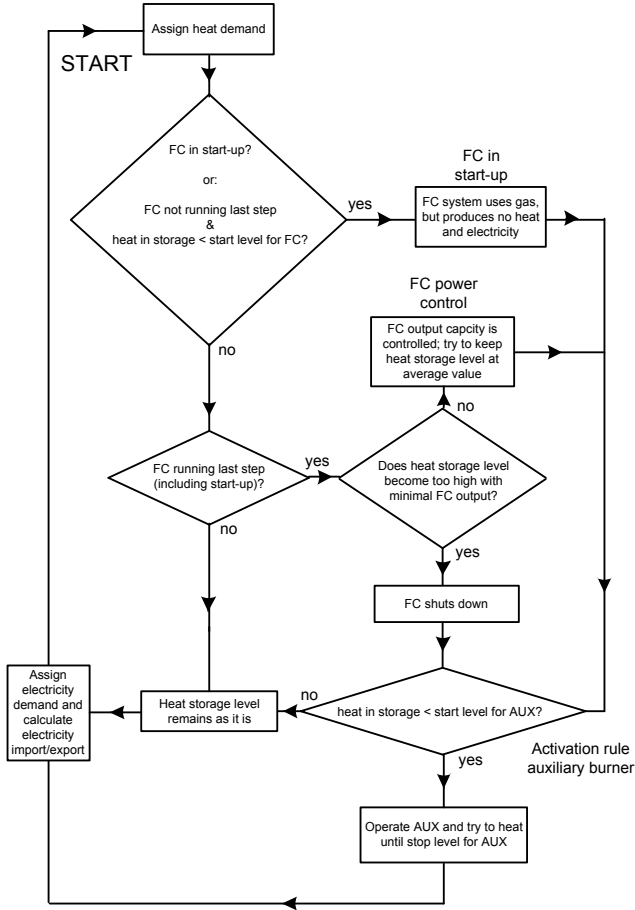 Assign heat demand
START
FC in start-up?
or:
FC not running last step
&
heat in storage < start level for FC?
yes
FC in
start-up
FC system uses gas,
but produces no heat
and electricity
FC power
control
FC output capcity is
controlled; try to keep
heat storage level at
average value
no
no
FC running last step
(including start-up)?
yes
Does heat storage level
become too high with
minimal FC output?
no
yes
FC shuts down
Assign
electricity
demand and
calculate
electricity
import/export
Heat storage level
remains as it is
no
heat in storage < start level for AUX?
Activation rule
auxiliary burner
yes
Operate AUX and try to heat
until stop level for AUX